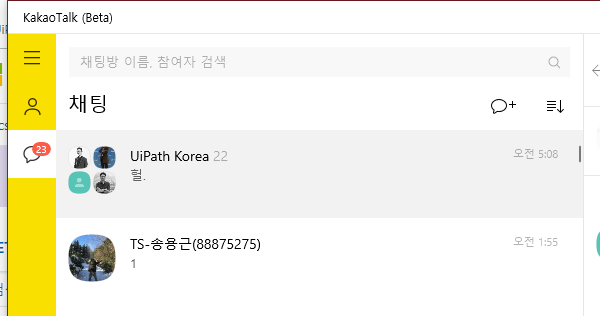 KakaoTalk (Beta)
채팅방 이름, 참여자 검색
채팅
23
UiPath Korea 22
오전 5:08
헐.
TS-송용근(88875275)
오전 1:55
1